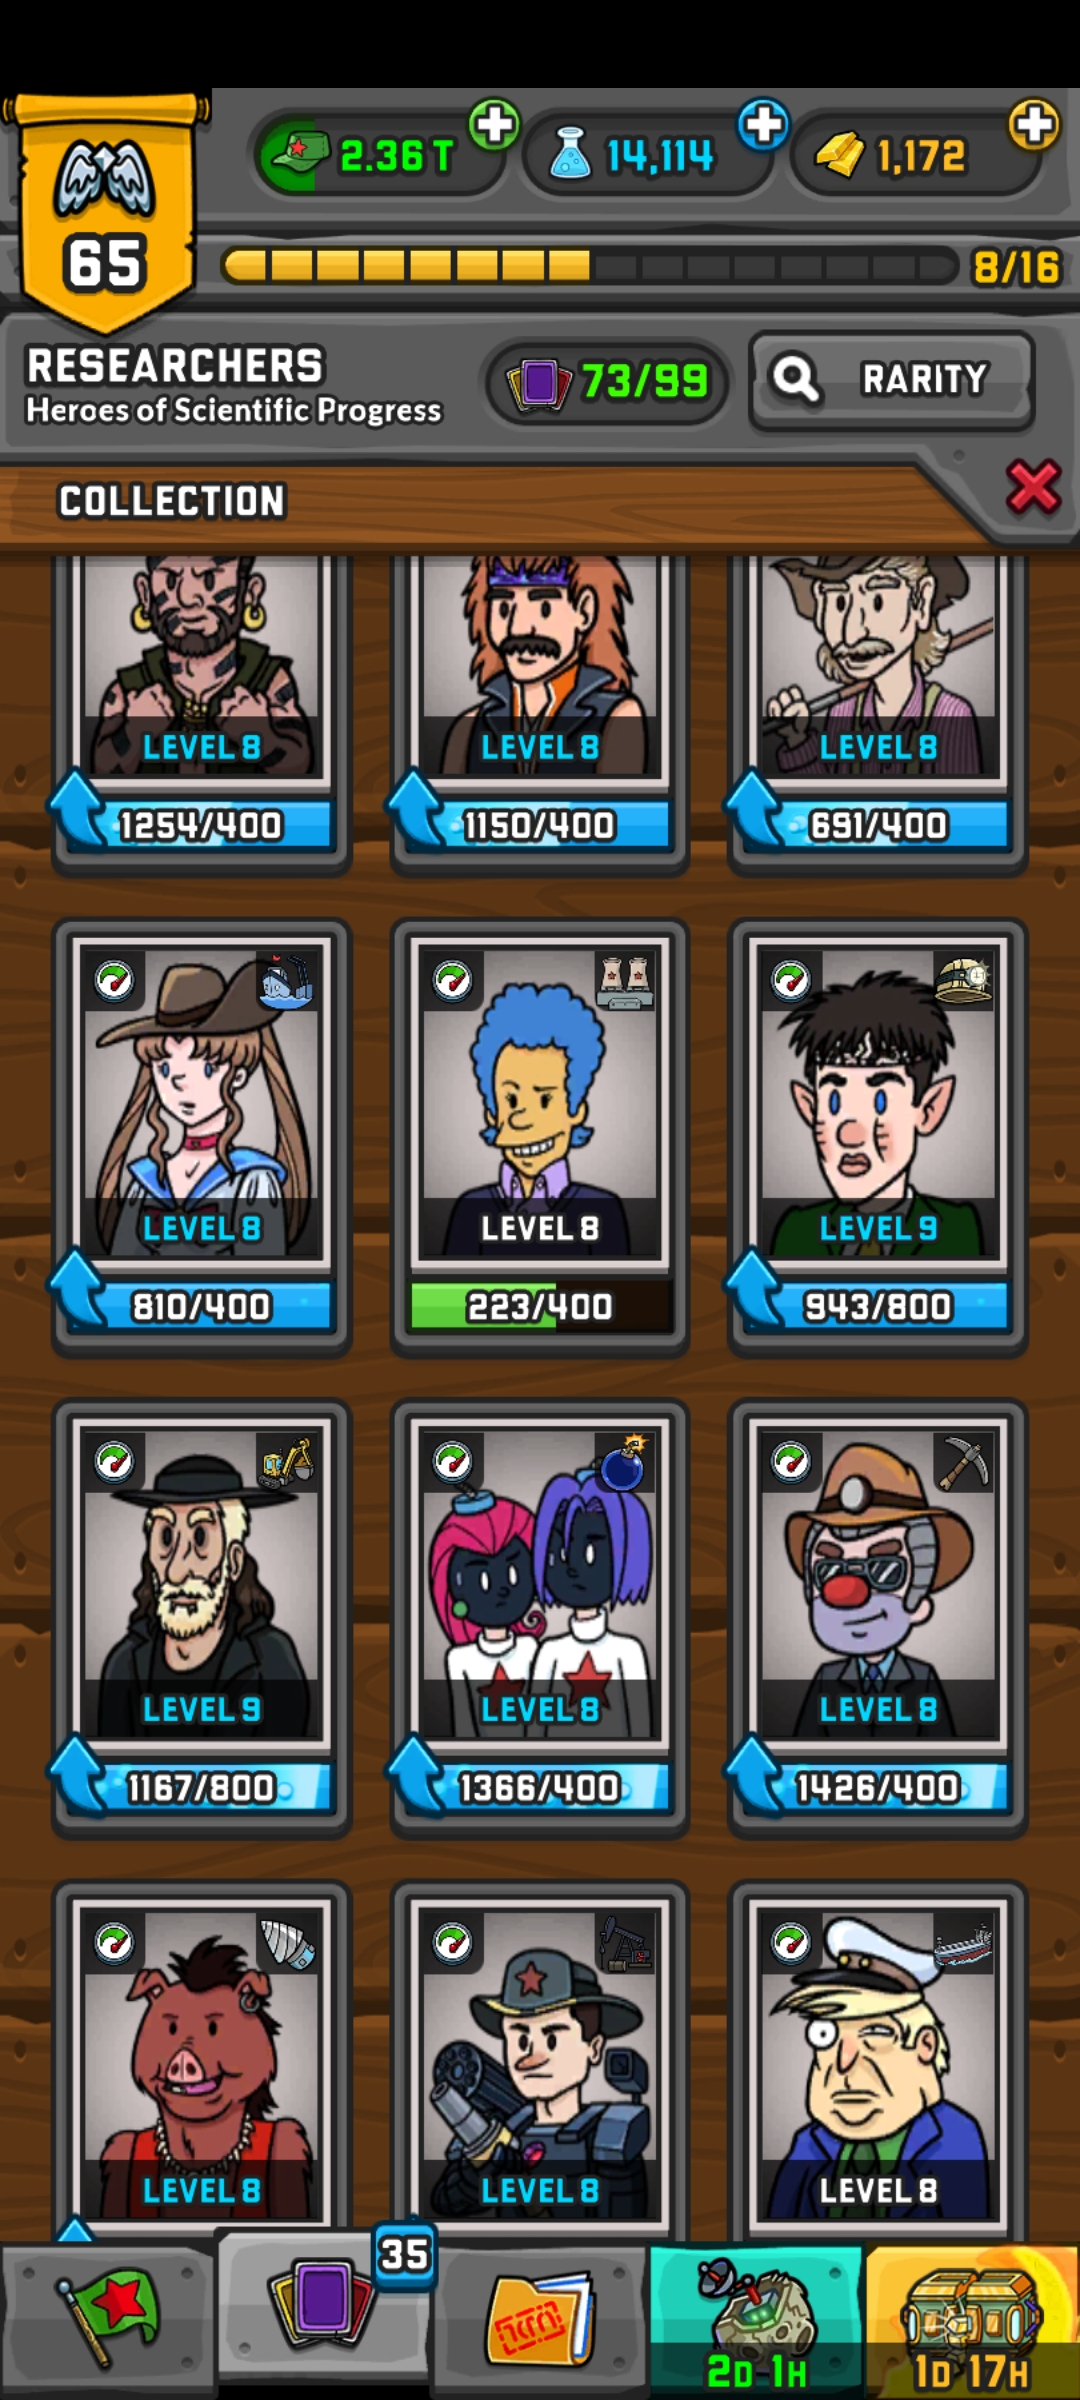 2.36 T
14,114
1,172
65
8/16
RESEARCHERS
Heroes of Scientific Progress
73/99
RARITY
COLLECTION
LEVEL 8
LEVEL 8
LEVEL 8
1254/400
1150/400
691/400
LEVEL 8
LEVEL 8
LEVEL 9
810/400
223/400
943/800
LEVEL 9
LEVEL 8
LEVEL 8
1167/800
1366/400
1426/400
LEVEL 8
LEVEL 8
LEVEL 8
35
2D 1H
1D 17H